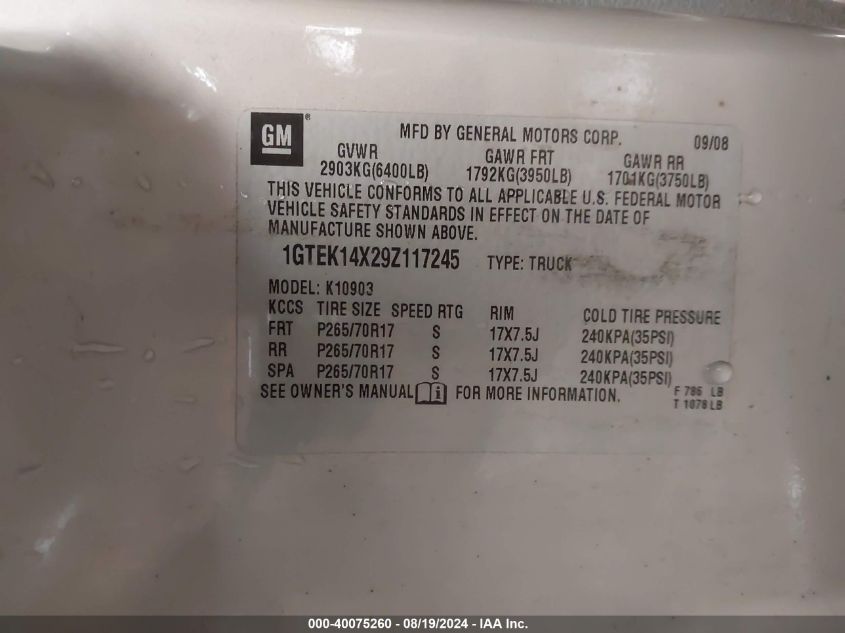 GM®
MFD BY GENERAL MOTORS CORP. 09/08
GVWR GAWR FRT GAWR RR
2903KG(6400LB) 1792KG(3950LB) 1701KG(3750LB)
THIS VEHICLE CONFORMS TO ALL APPLICABLE U.S. FEDERAL MOTOR
VEHICLE SAFETY STANDARDS IN EFFECT ON THE DATE OF
MANUFACTURE SHOWN ABOVE.
1GTEK14X29Z117245 TYPE: TRUCK
MODEL: K10903
KCCS TIRE SIZE SPEED RTG RIM COLD TIRE PRESSURE
FRT P265/70R17 S 17X7.5J 240KPA(35PSI)
RR P265/70R17 S 17X7.5J 240KPA(35PSI)
SPA P265/70R17 S 17X7.5J 240KPA(35PSI)
SEE OWNER'S MANUAL i FOR MORE INFORMATION. F 786 LB
T 1078 LB
000-40075260 - 08/19/2024 - IAA Inc.